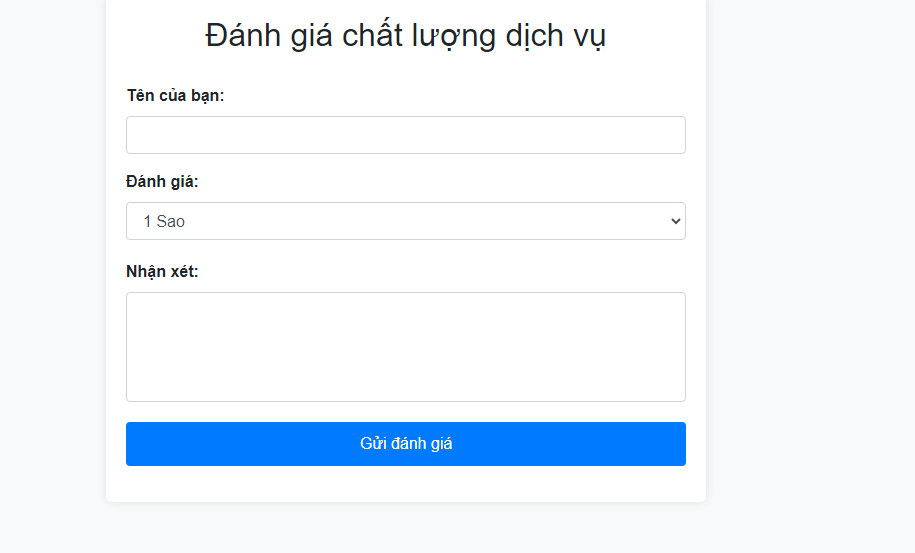 Đánh giá chất lượng dịch vụ
Tên của bạn:
Đánh giá:
1 Sao
Nhận xét:
Gửi đánh giá